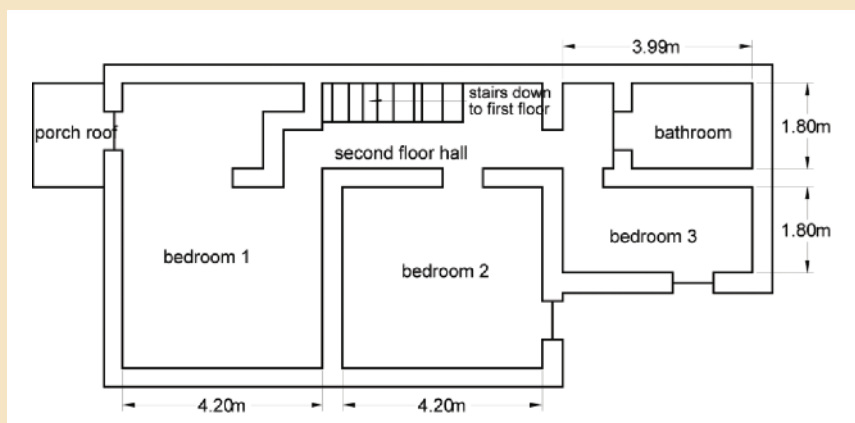 3.99m
stairs down
to first floor
porch roof
bathroom
1.80m
second floor hall
bedroom 1
bedroom 2
bedroom 3
1.80m
4.20m
4.20m